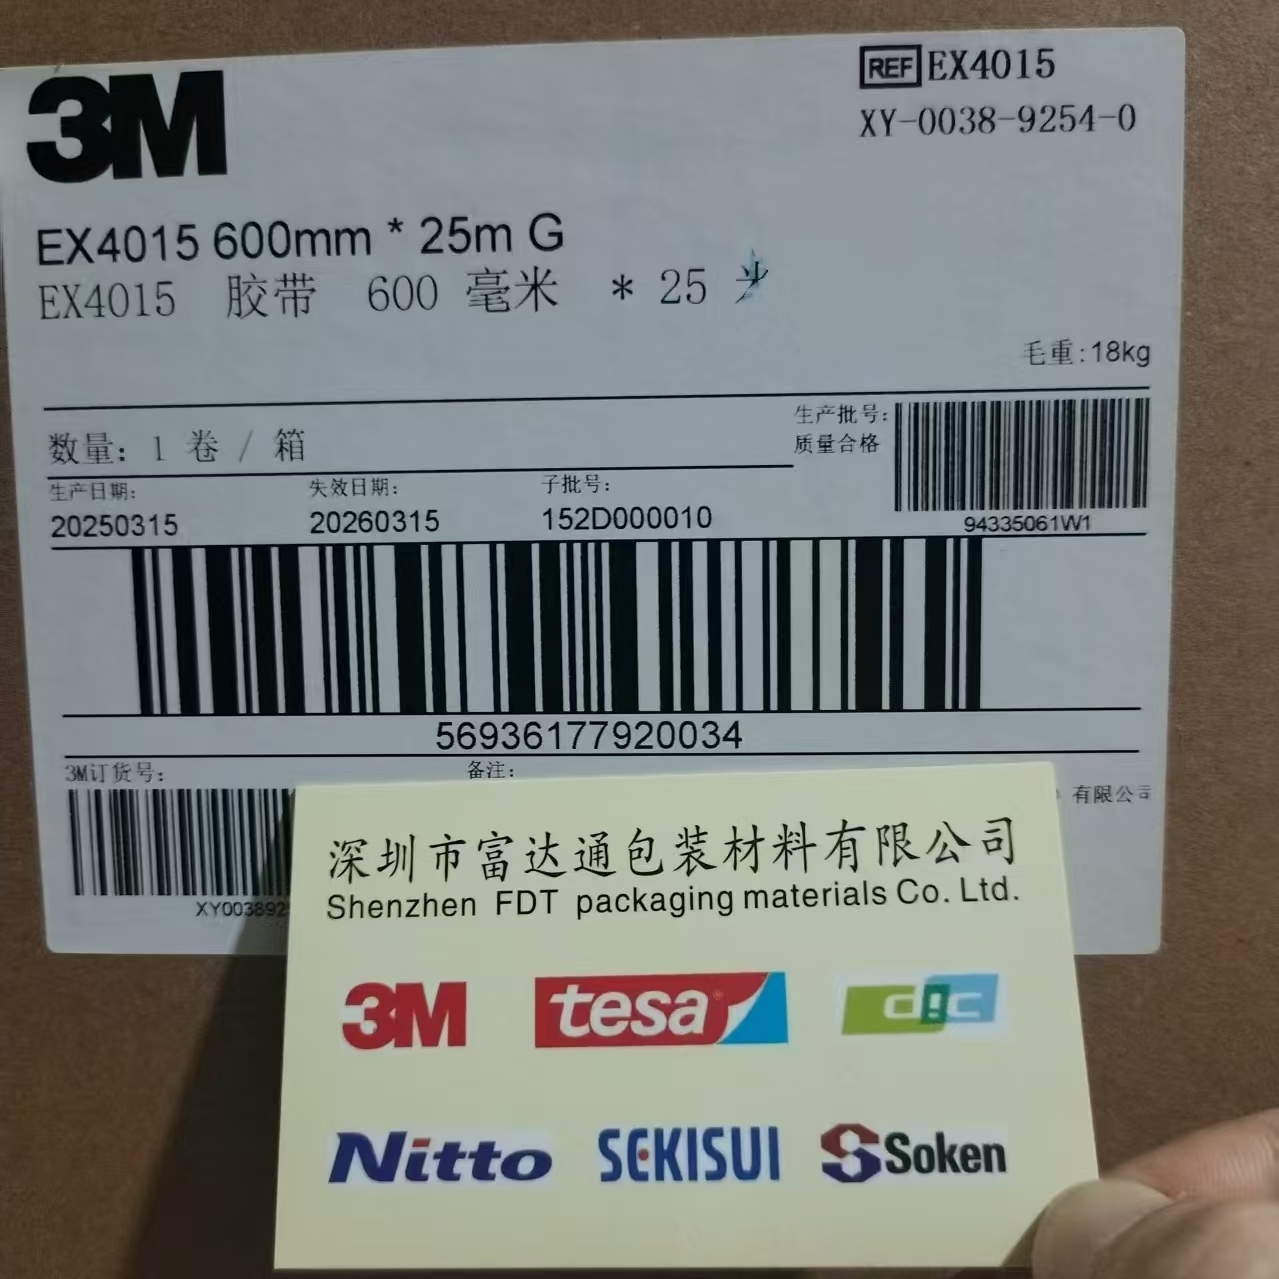 3M
REF EX4015
XY-0038-9254-0
EX4015 600mm * 25m G
EX4015 胶带 600 毫米 * 25
毛重:18kg
数量: 1 卷 / 箱
生产批号:
质量合格
94335061W1
生产日期: 失效日期: 子批号:
20250315 20260315 152D000010
56936177920034
3M订货号: 备注:
有限公司
XY003892
深圳市富达通包装材料有限公司
Shenzhen FDT packaging materials Co. Ltd.
3M tesa dic
Nitto SEKISUI Soken